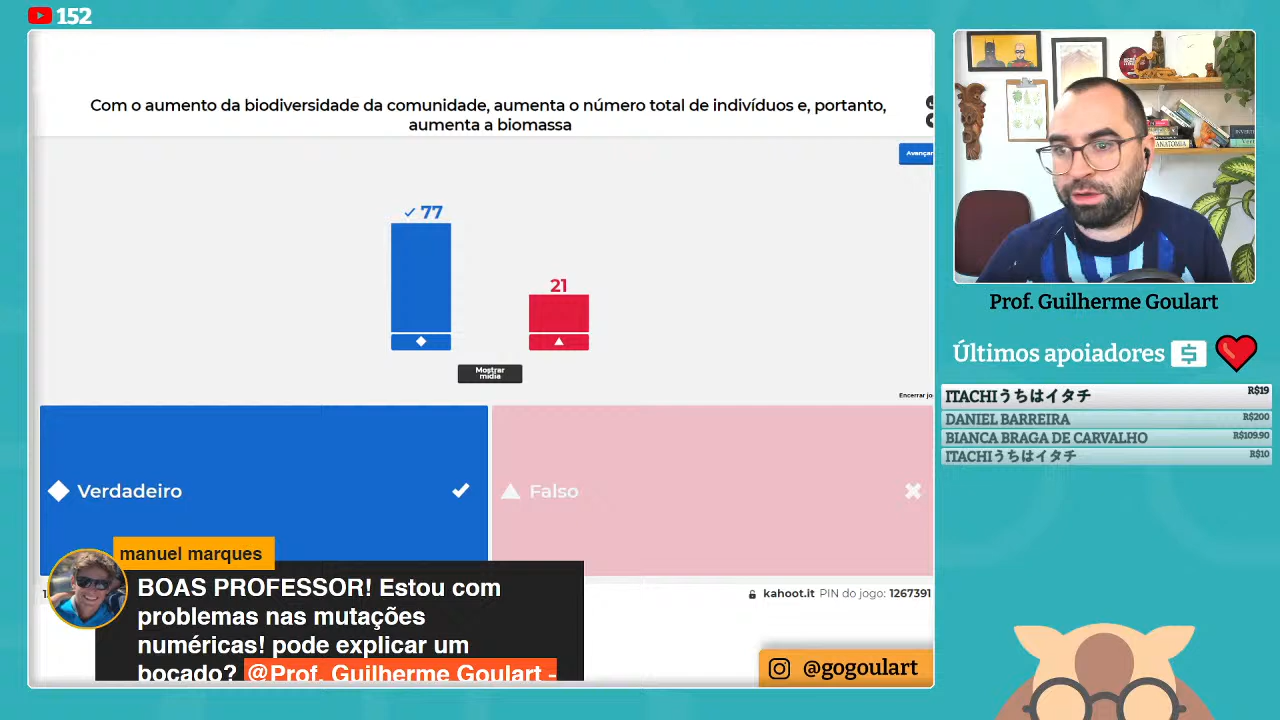 152
Com o aumento da biodiversidade da comunidade, aumenta o número total de indivíduos e, portanto,
aumenta a biomassa
Avançar
77
21
Mostrar
mídia
Encerrar jo
Verdadeiro
Falso
manuel marques
BOAS PROFESSOR! Estou com
problemas nas mutações
numéricas! pode explicar um
bocado? @Prof. Guilherme Goulart -
kahoot.it PIN do jogo: 1267391
@gogoulart
ANATOMIA
Prof. Guilherme Goulart
Últimos apoiadores
ITACHIうちはイタチ R$19
DANIEL BARREIRA R$200
BIANCA BRAGA DE CARVALHO R$109.90
ITACHIうちはイタチ R$10